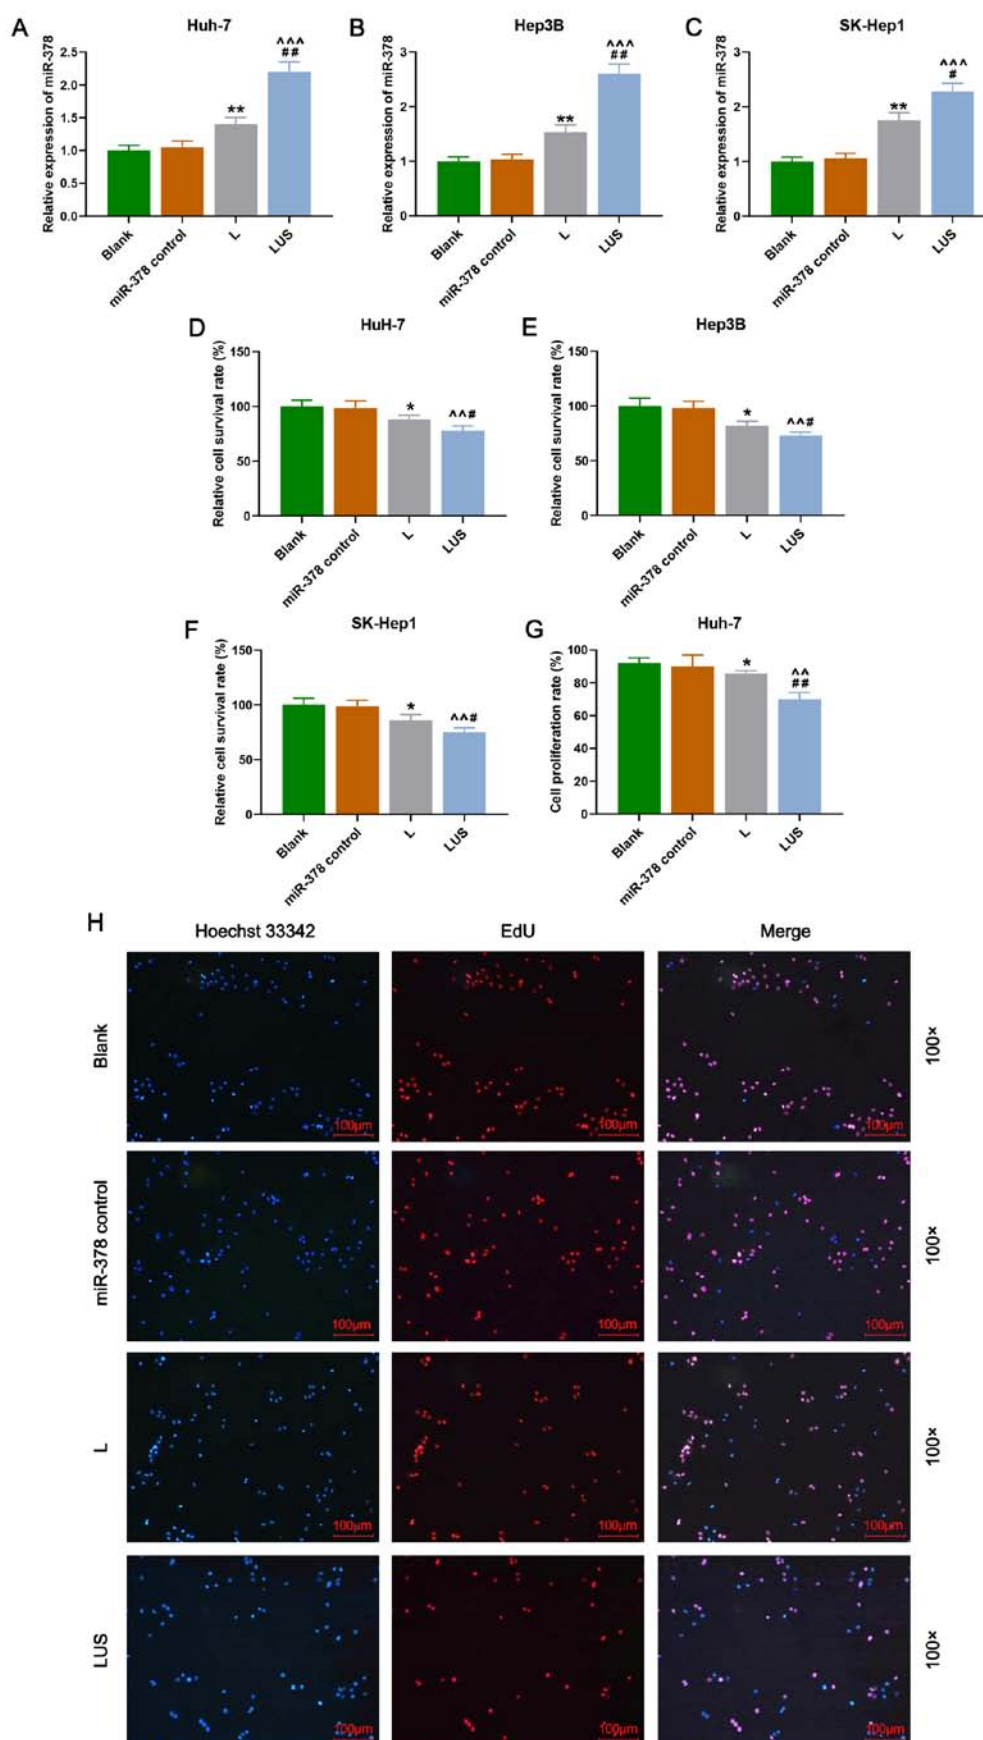 A
Huh-7
Relative expression of miR-378
2.5
2.0
1.5
1.0
0.5
0.0
**
^^^
##
Blank
miR-378 control
L
LUS
B
Hep3B
Relative expression of miR-378
3
2
1
0
**
^^^
##
Blank
miR-378 control
L
LUS
C
SK-Hep1
Relative expression of miR-378
3
2
1
0
**
^^^
#
Blank
miR-378 control
L
LUS
D
HuH-7
Relative cell survival rate (%)
150
100
50
0
*
^^#
Blank
miR-378 control
L
LUS
E
Hep3B
Relative cell survival rate (%)
150
100
50
0
*
^^#
Blank
miR-378 control
L
LUS
F
SK-Hep1
Relative cell survival rate (%)
150
100
50
0
*
^^#
Blank
miR-378 control
L
LUS
G
Huh-7
Cell proliferation rate (%)
100
80
60
40
20
0
*
^^
##
Blank
miR-378 control
L
LUS
H
Hoechst 33342 EdU Merge
Blank
100μm 100μm 100μm
100×
miR-378 control
100μm 100μm 100μm
100×
L
100μm 100μm 100μm
100×
LUS
100μm 100μm 100μm
100×